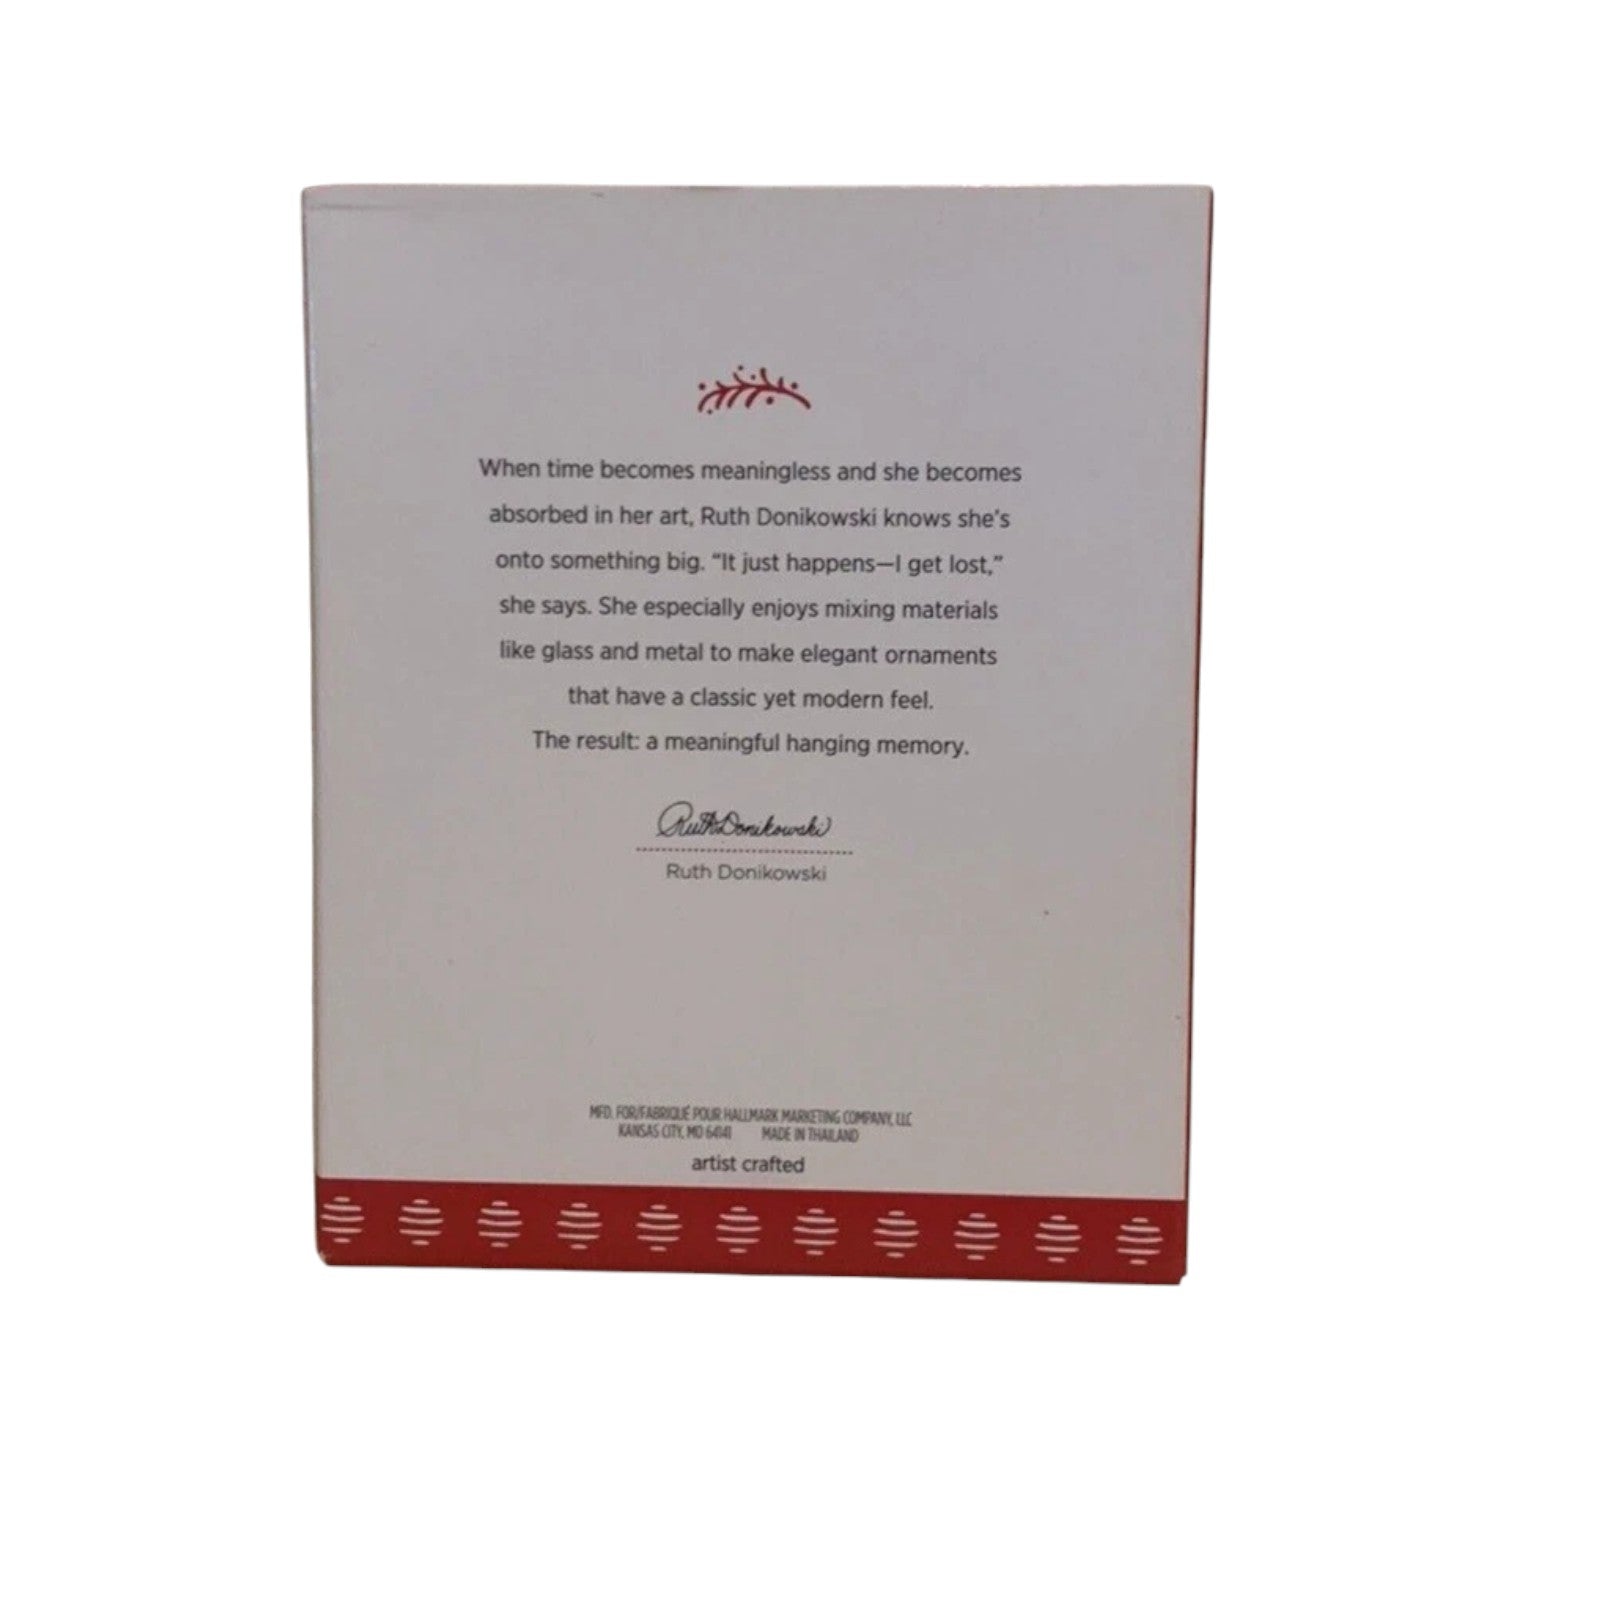 When time becomes meaningless and she becomes
absorbed in her art, Ruth Donikowski knows she's
onto something big. “It just happens—I get lost,”
she says. She especially enjoys mixing materials
like glass and metal to make elegant ornaments
that have a classic yet modern feel.
The result: a meaningful hanging memory.
Ruth Donikowski
Ruth Donikowski
MFD. FOR/FABRIQUÉ POUR HALLMARK MARKETING COMPANY, LLC
KANSAS CITY, MO 64141 MADE IN THAILAND
artist crafted